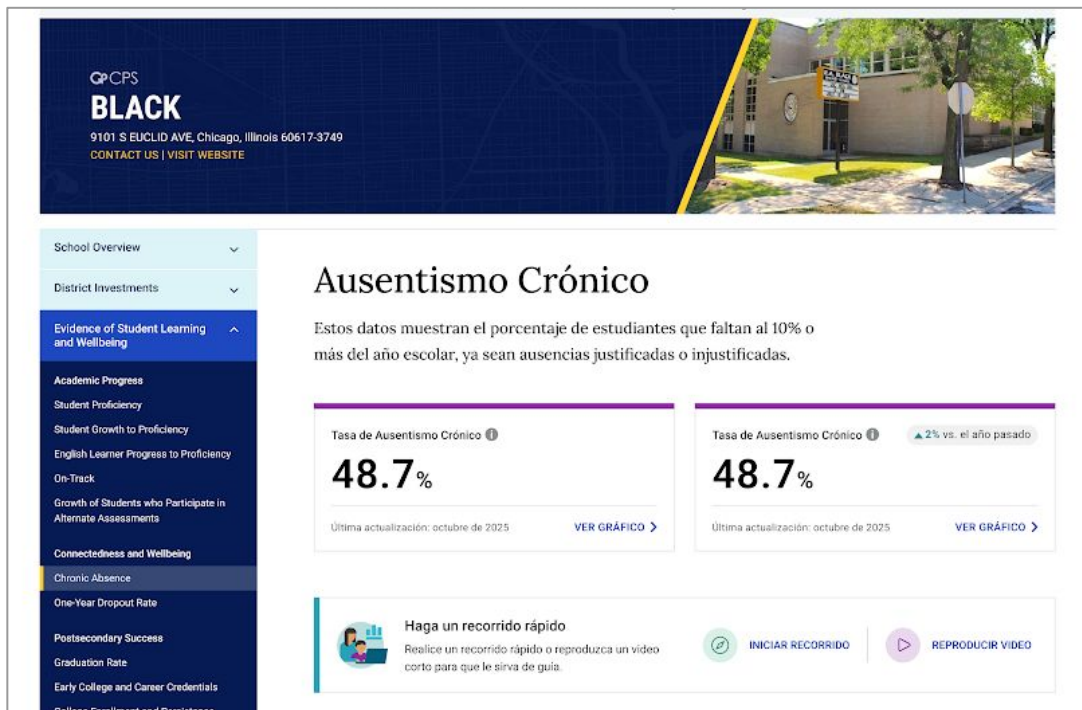 CPS
BLACK
9101 S EUCLID AVE, Chicago, Illinois 60617-3749
CONTACT US | VISIT WEBSITE
School Overview
District Investments
Evidence of Student Learning
and Wellbeing
Academic Progress
Student Proficiency
Student Growth to Proficiency
English Learner Progress to Proficiency
On-Track
Growth of Students who Participate in
Alternate Assessments
Connectedness and Wellbeing
Chronic Absence
One-Year Dropout Rate
Postsecondary Success
Graduation Rate
Early College and Career Credentials
College Enrollment and Persistence
Ausentismo Crónico
Estos datos muestran el porcentaje de estudiantes que faltan al 10% o
más del año escolar, ya sean ausencias justificadas o injustificadas.
Tasa de Ausentismo Crónico
48.7%
Última actualización: octubre de 2025 VER GRÁFICO
Tasa de Ausentismo Crónico 2% vs. el año pasado
48.7%
Última actualización: octubre de 2025 VER GRÁFICO
Haga un recorrido rápido
Realice un recorrido rápido o reproduzca un video
corto para que le sirva de guía.
INICIAR RECORRIDO
REPRODUCIR VIDEO